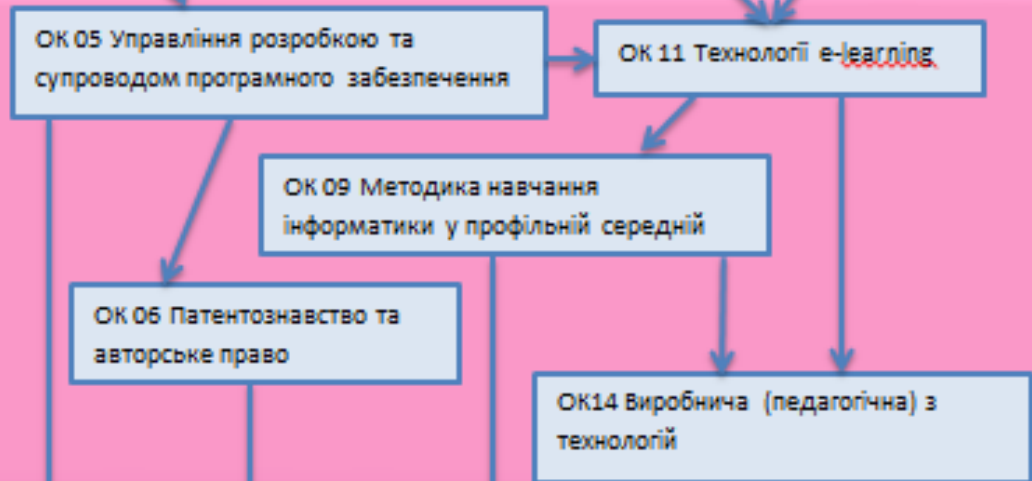 ОК 05 Управління розробкою та
супроводом програмного забезпечення
ОК 11 Технології e-learning
ОК 09 Методика навчання
інформатики у профільній середній
ОК 06 Патентознавство та
авторське право
ОК14 Виробнича (педагогічна) з
технологій